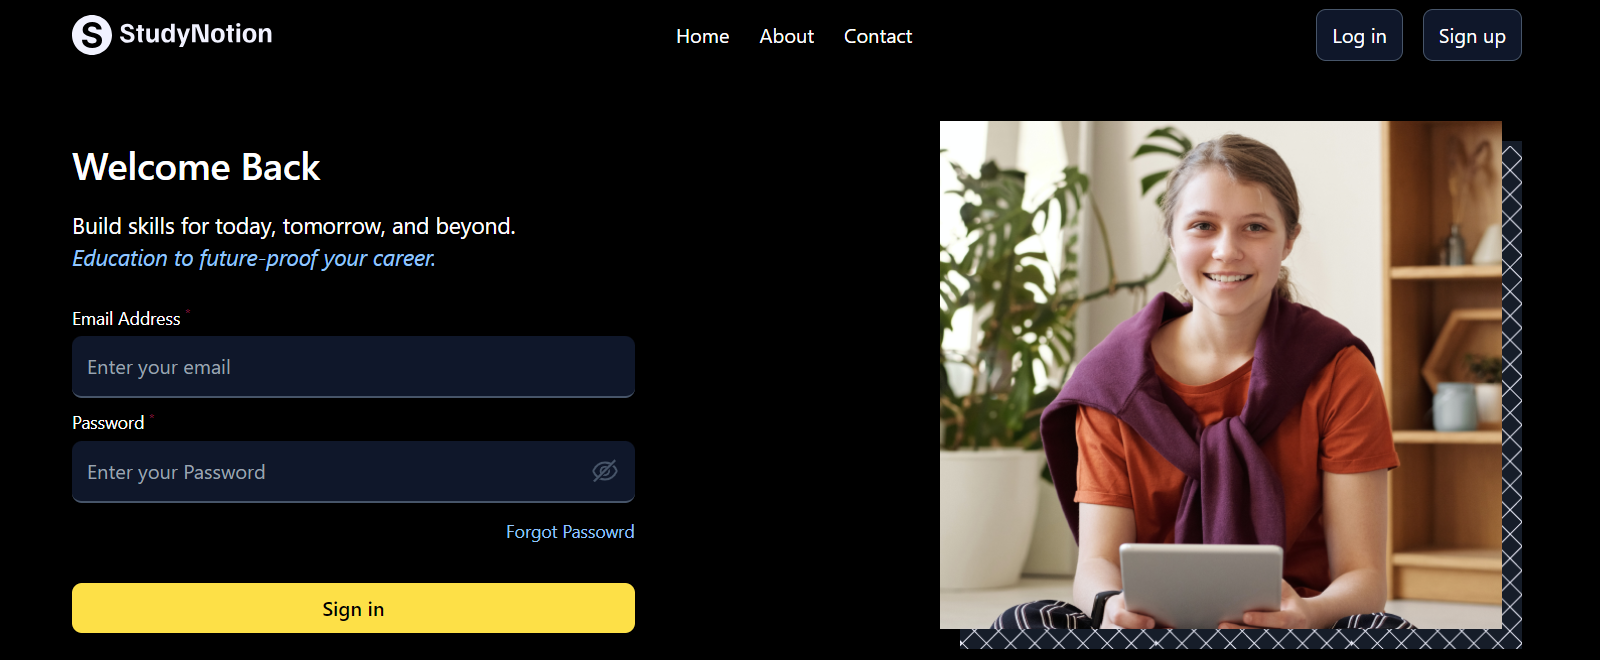 S StudyNotion
Home About Contact
Log in Sign up
Welcome Back
Build skills for today, tomorrow, and beyond.
Education to future-proof your career.
Email Address *
Enter your email
Password *
Enter your Password
Forgot Passowrd
Sign in